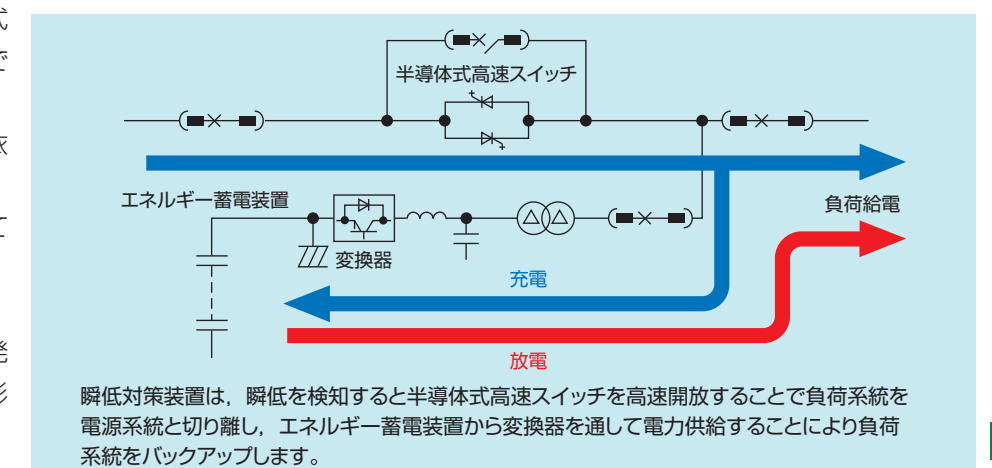 式
で
半導体式高速スイッチ
依
エネルギー蓄電装置
負荷給電
て
変換器
充電
放電
発
影
瞬低対策装置は，瞬低を検知すると半導体式高速スイッチを高速開放することで負荷系統を
電源系統と切り離し，エネルギー蓄電装置から変換器を通して電力供給することにより負荷
系統をバックアップします。